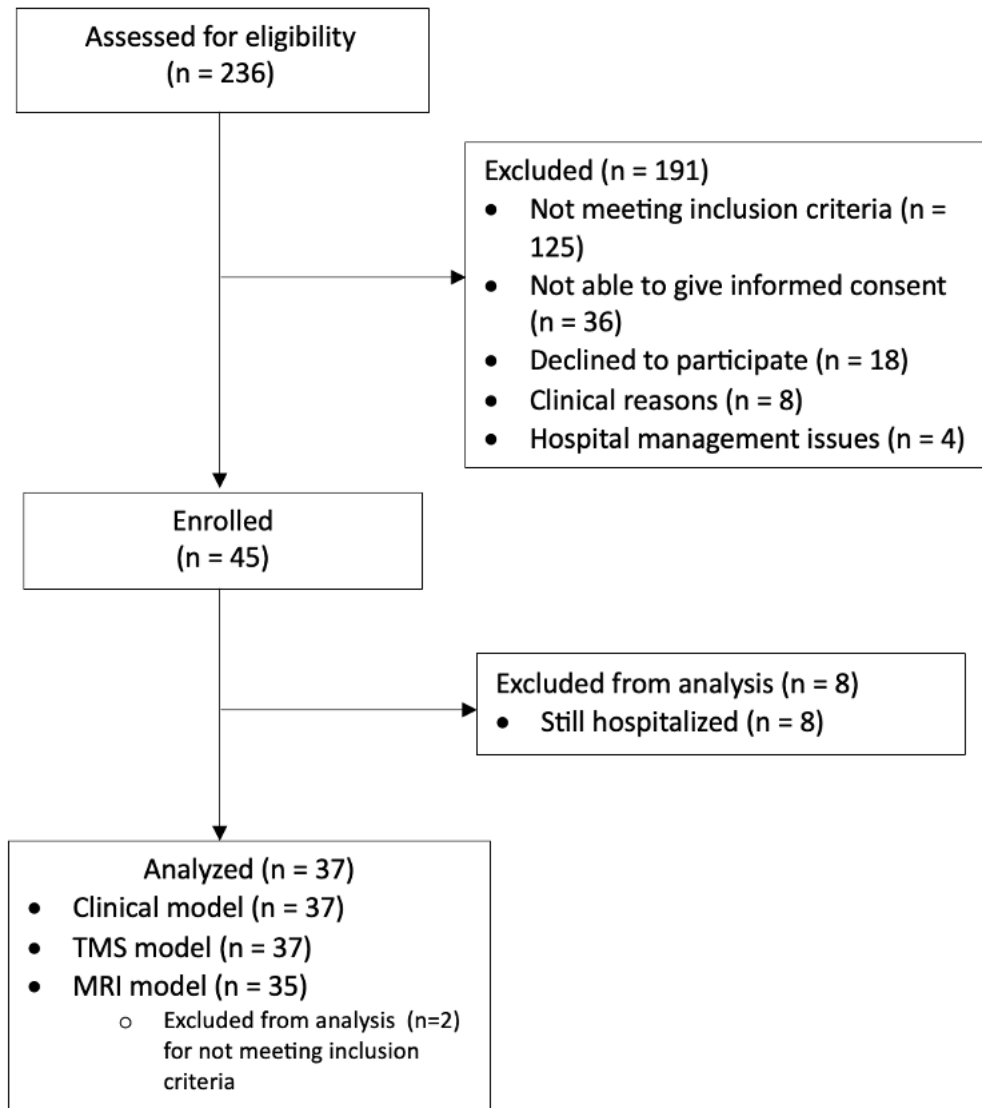 Assessed for eligibility
(n = 236)
Excluded (n = 191)
• Not meeting inclusion criteria (n =
125)
• Not able to give informed consent
(n = 36)
• Declined to participate (n = 18)
• Clinical reasons (n = 8)
• Hospital management issues (n = 4)
Enrolled
(n = 45)
Excluded from analysis (n = 8)
• Still hospitalized (n = 8)
Analyzed (n = 37)
• Clinical model (n = 37)
• TMS model (n = 37)
• MRI model (n = 35)
o Excluded from analysis (n=2)
for not meeting inclusion
criteria